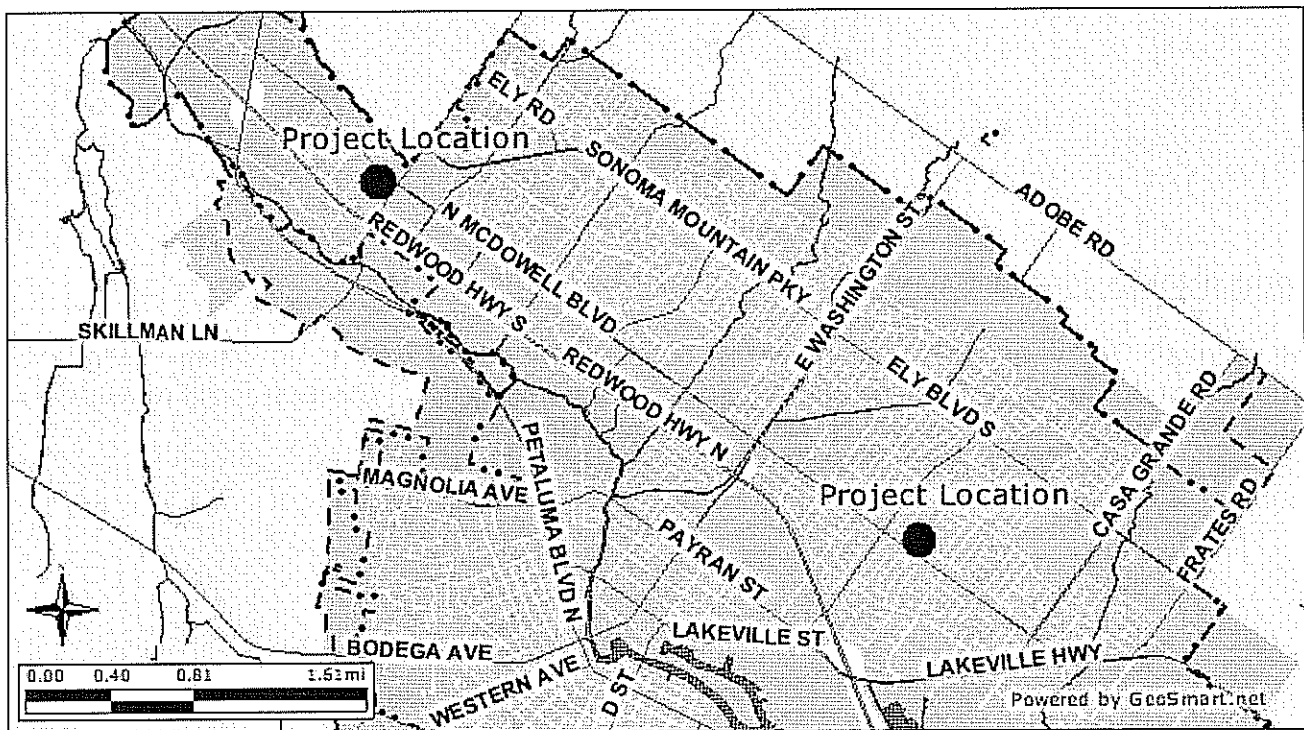 ELY RD
Project Location
SONOMA MOUNTAIN PKY
ADOBE RD
N MCDOWELL BLVD
REDWOOD HWY S
E WASHINGTON ST
SKILLMAN LN
REDWOOD HWY N
ELY BLVD S
CASA GRANDE RD
PETALUMA BLVD N
MAGNOLIA AVE
Project Location
FRATES RD
PAYRAN ST
LAKEVILLE ST
BODEGA AVE
LAKEVILLE HWY
WESTERN AVE
D ST
0.00 0.40 0.81 1.61mi
Powered by GeoSmart.net